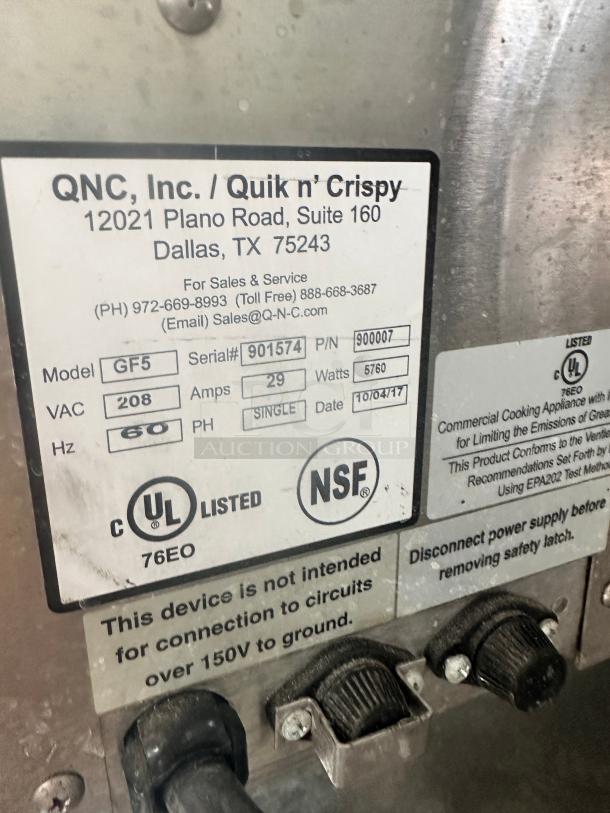 QNC, Inc. / Quik n' Crispy
12021 Plano Road, Suite 160
Dallas, TX 75243
For Sales & Service
(PH) 972-669-8993 (Toll Free) 888-668-3687
(Email) Sales@Q-N-C.com
Model GF5 Serial# 901574 P/N 900007
VAC 208 Amps 29 Watts 5760
Hz 60 PH SINGLE Date 10/04/17
C UL ® LISTED
76EO
NSF®
AUCTION GROUP
LISTED
C UL
76EO
Commercial Cooking Appliance with
for Limiting the Emissions of
This Product Conforms to the
Recommendations Set Forth by
Using EPA202 Test
This device is not intended
for connection to circuits
over 150V to ground.
Disconnect power supply before
removing safety latch.